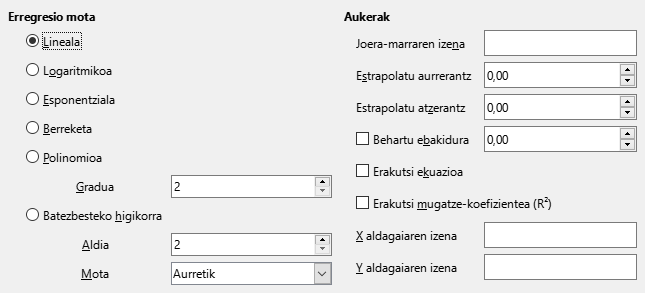 Erregresio mota
Lineala
Logaritmikoa
Esponentziala
Berreketa
Polinomioa
Gradua 2
Batezbesteko higikorra
Aldia 2
Mota Aurretik
Aukerak
Joera-marraren izena
Estrapolatu aurrerantz 0,00
Estrapolatu atzerantz 0,00
Behartu ebakidura 0,00
Erakutsi ekuazioa
Erakutsi mugatze-koefizientea (R²)
X aldagaiaren izena
Y aldagaiaren izena